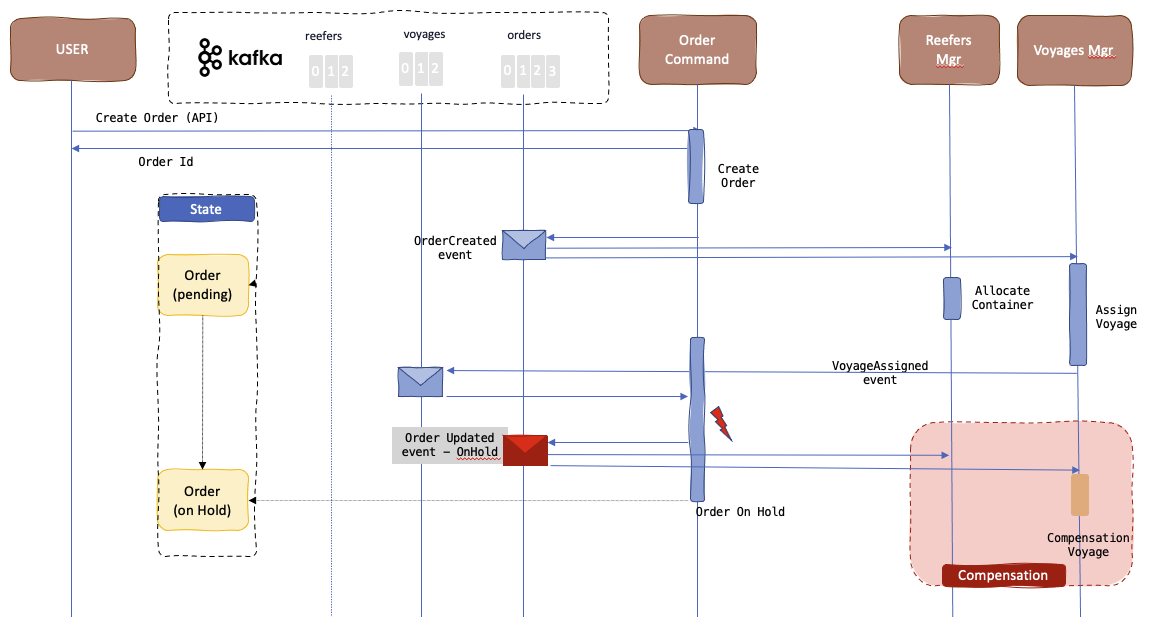 USER
kafka
reefers
0 1 2
voyages
0 1 2
orders
0 1 2 3
Order
Command
Reefers
Mgr
Voyages Mgr
Create Order (API)
Order Id
Create
Order
State
OrderCreated
event
Order
(pending)
Allocate
Container
Assign
Voyage
VoyageAssigned
event
Order Updated
event – OnHold
Order
(on Hold)
Order On Hold
Compensation
Voyage
Compensation